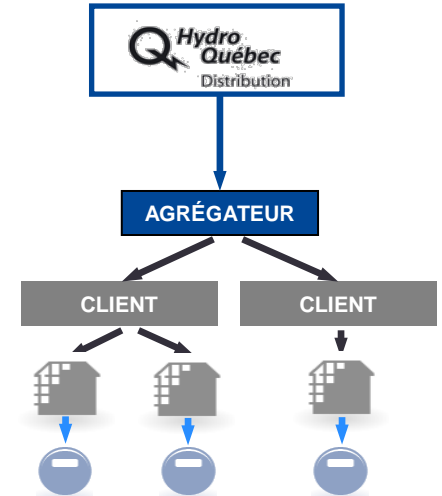 Hydro
Québec
Distribution
AGRÉGATEUR
CLIENT CLIENT